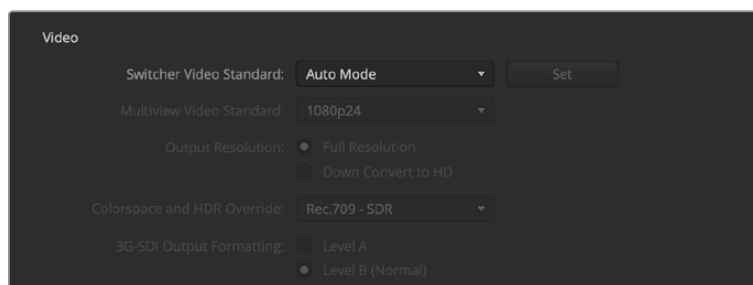 Video
Switcher Video Standard: Auto Mode Set
Multiview Video Standard: 1080p24
Output Resolution: Full Resolution
Down Convert to HD
Colorspace and HDR Override: Rec.709 - SDR
3G-SDI Output Formatting: Level A
Level B (Normal)